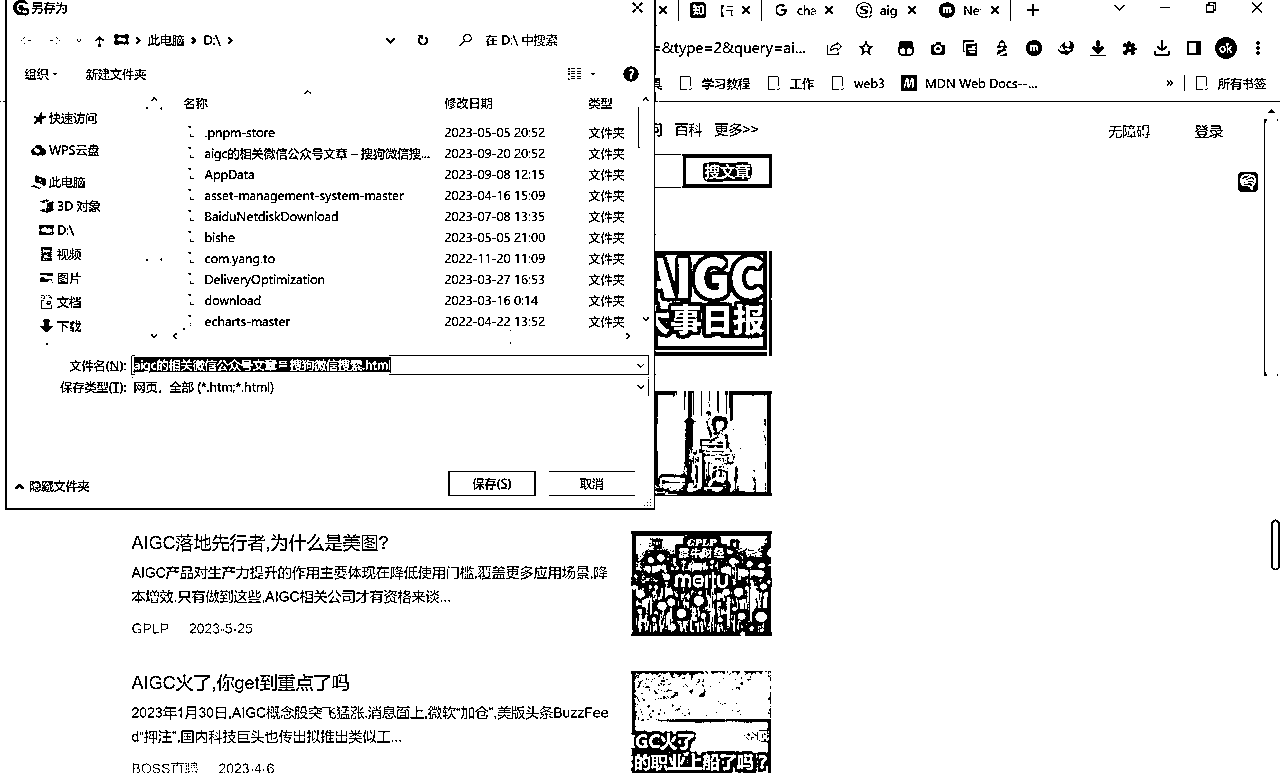 另存为
此电脑 > D:\ >
在 D:\ 中搜索
组织 新建文件夹
名称 修改日期 类型
快速访问
WPS云盘
此电脑
3D 对象
D:\
视频
图片
文档
下载
.pnpm-store 2023-05-05 20:52 文件夹
aigc的相关微信公众号文章 – 搜狗微信搜... 2023-09-20 20:52 文件夹
AppData 2023-09-08 12:15 文件夹
asset-management-system-master 2023-04-16 15:09 文件夹
BaiduNetdiskDownload 2023-07-08 13:35 文件夹
bishe 2023-05-05 21:00 文件夹
com.yang.to 2022-11-20 11:09 文件夹
DeliveryOptimization 2023-03-27 16:53 文件夹
download 2023-03-16 0:14 文件夹
echarts-master 2022-04-22 13:52 文件夹
文件名(N): aigc的相关微信公众号文章 – 搜狗微信搜索.html
保存类型(T): 网页，全部 (*.htm;*.html)
隐藏文件夹 保存(S) 取消
知 cha aig Ne
=&type=2&query=ai... ok
学习教程 工作 web3 MDN Web Docs--... » 所有书签
百科 更多>> 无障碍 登录
搜文章
AIGC
大事日报
AIGC落地先行者,为什么是美图?
AIGC产品对生产力提升的作用主要体现在降低使用门槛,覆盖更多应用场景,降
本增效.只有做到这些,AIGC相关公司才有资格来谈...
GPLP 2023-5-25
GPLP
犀牛财经
meitu
AIGC火了,你get到重点了吗
2023年1月30日,AIGC概念股突飞猛涨.消息面上,微软“加仓”,美版头条BuzzFee
d“押注”,国内科技巨头也传出拟推出类似工...
BOSS直聘 2023-4-6
GC火了
的职业上船了吗？